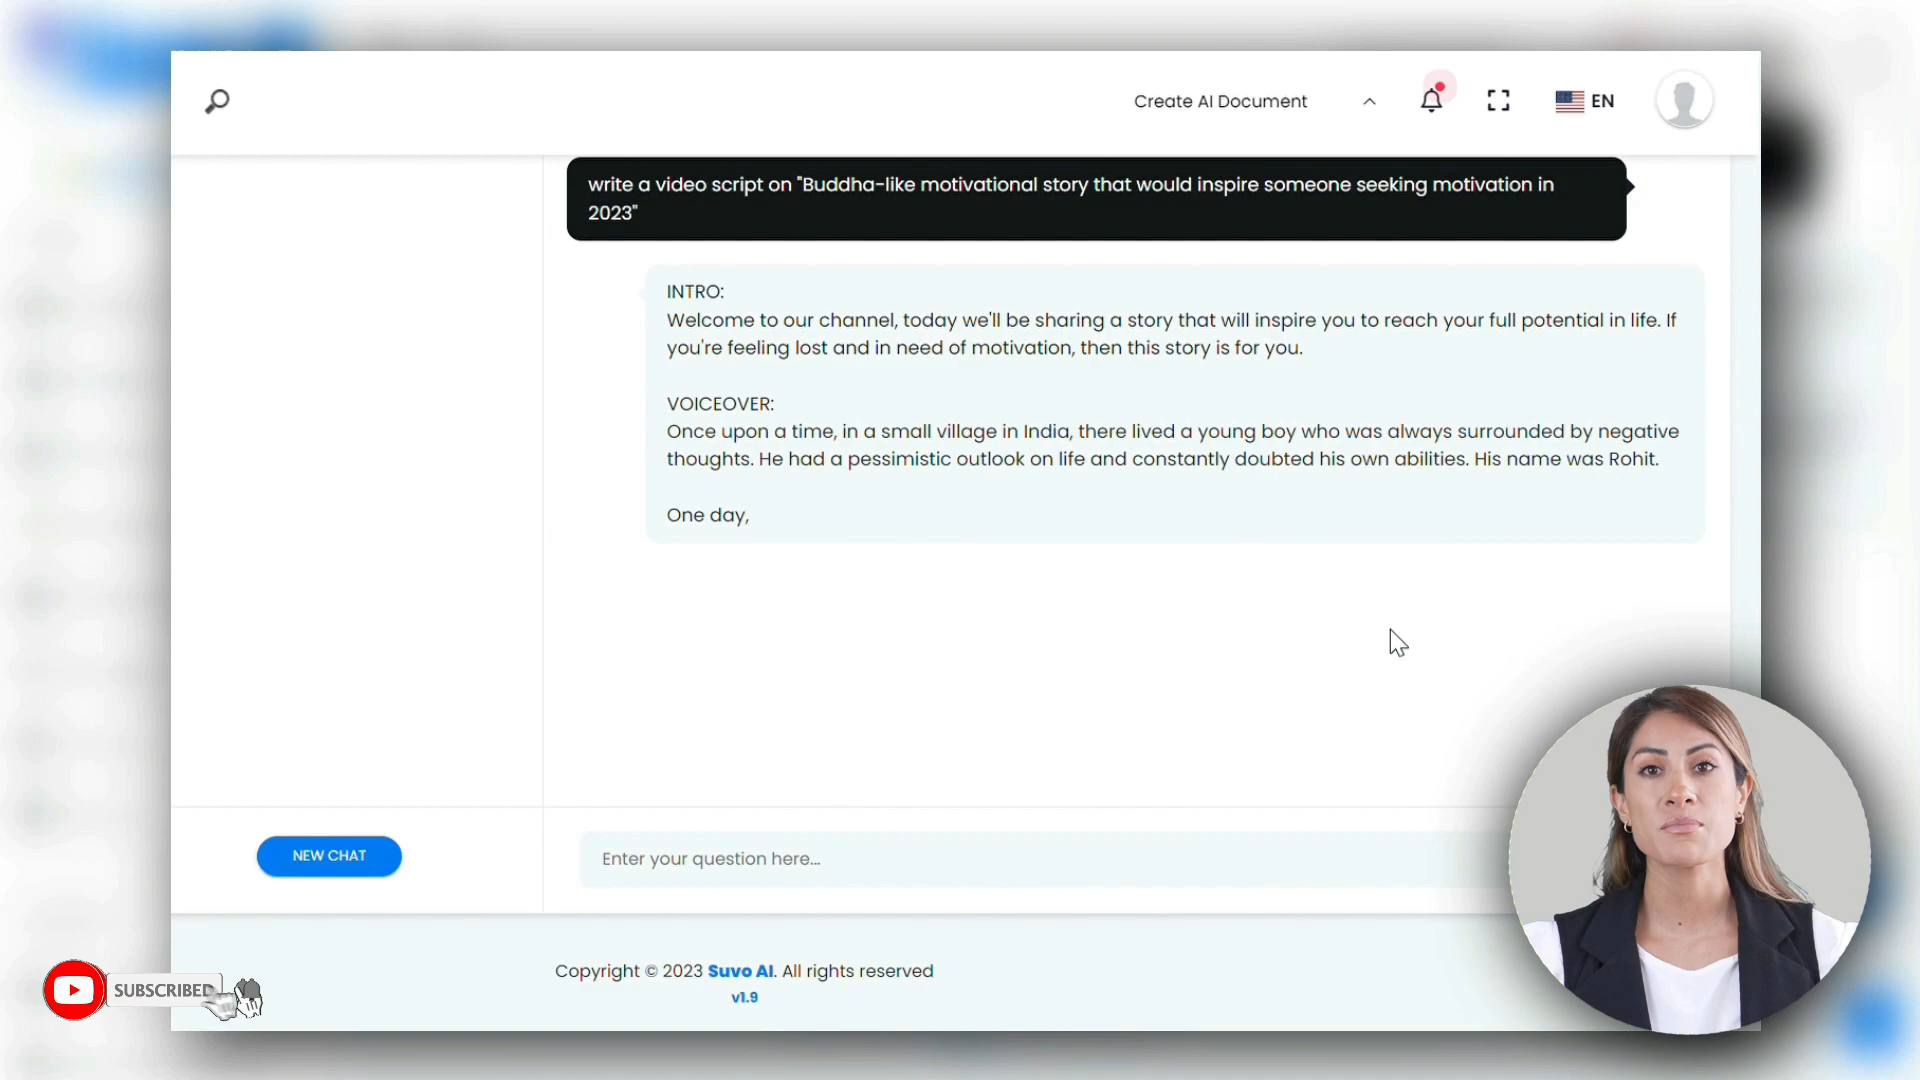 Create AI Document
EN
write a video script on "Buddha-like motivational story that would inspire someone seeking motivation in
2023"
INTRO:
Welcome to our channel, today we'll be sharing a story that will inspire you to reach your full potential in life. If
you're feeling lost and in need of motivation, then this story is for you.
VOICEOVER:
Once upon a time, in a small village in India, there lived a young boy who was always surrounded by negative
thoughts. He had a pessimistic outlook on life and constantly doubted his own abilities. His name was Rohit.
One day,
NEW CHAT
Enter your question here...
Copyright © 2023 Suvo AI. All rights reserved
v1.9
SUBSCRIBED